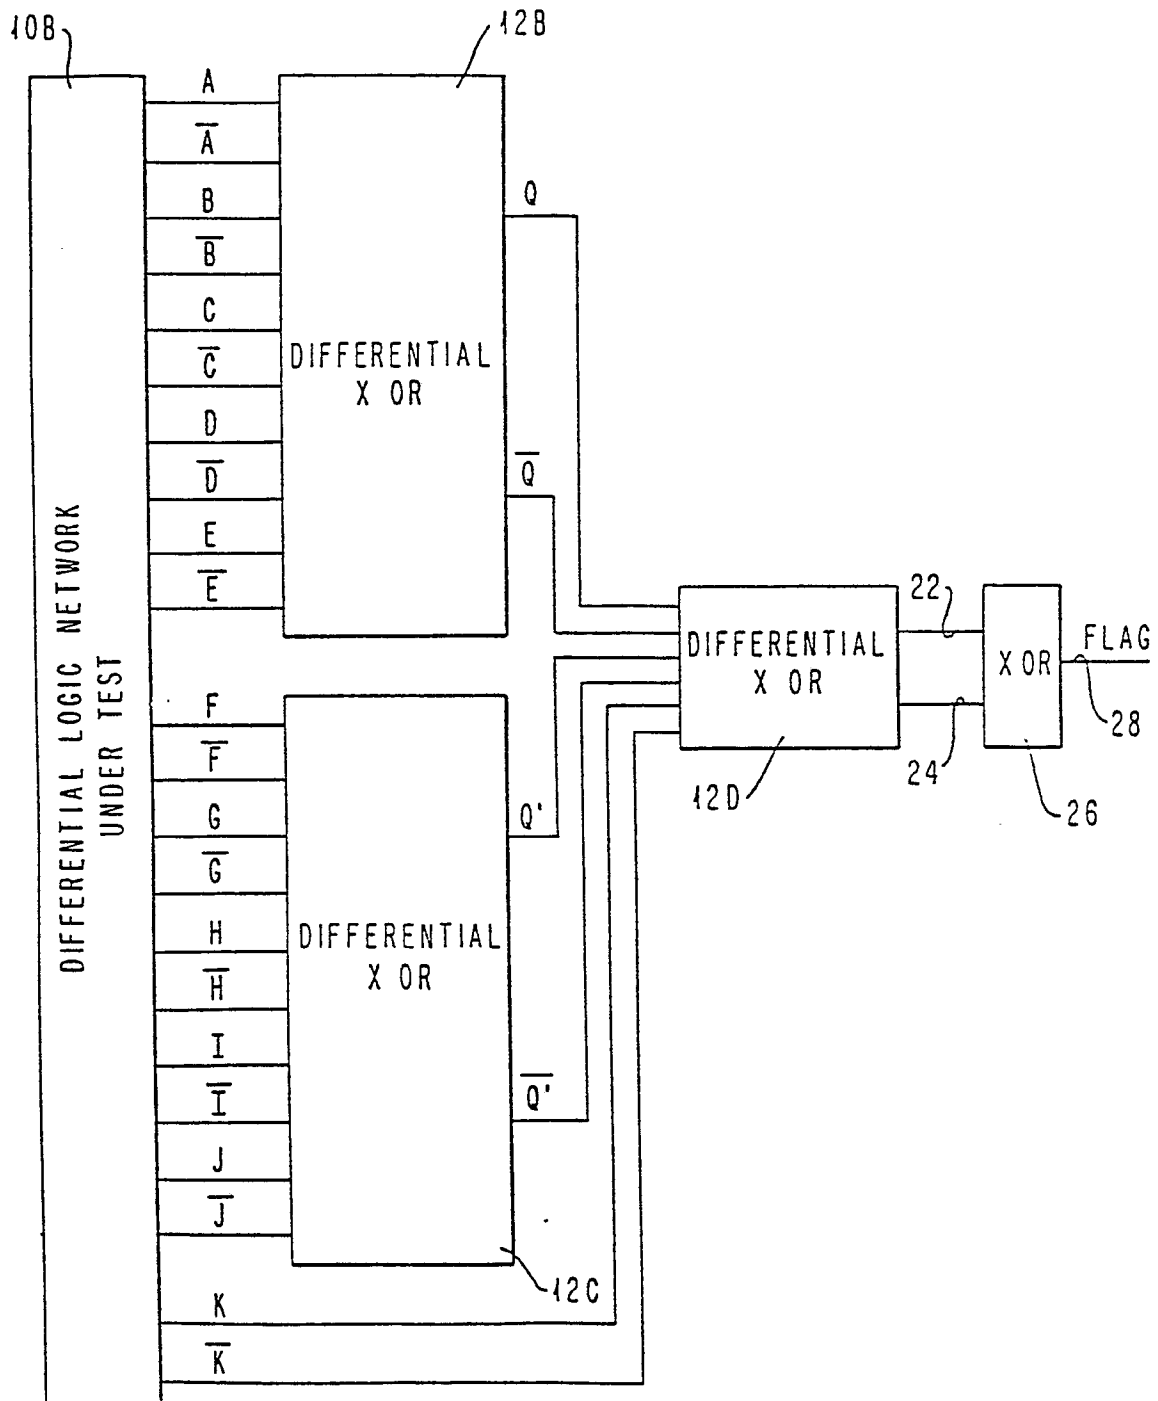 10B
12B
A
A̅
B
B̅
C
C̅
D
D̅
E
E̅
DIFFERENTIAL
X OR
Q
Q̅
DIFFERENTIAL LOGIC NETWORK
UNDER TEST
F
F̅
G
G̅
H
H̅
I
I̅
J
J̅
DIFFERENTIAL
X OR
Q'
Q̅'
12C
K
K̅
DIFFERENTIAL
X OR
12D
22
24
X OR
26
FLAG
28